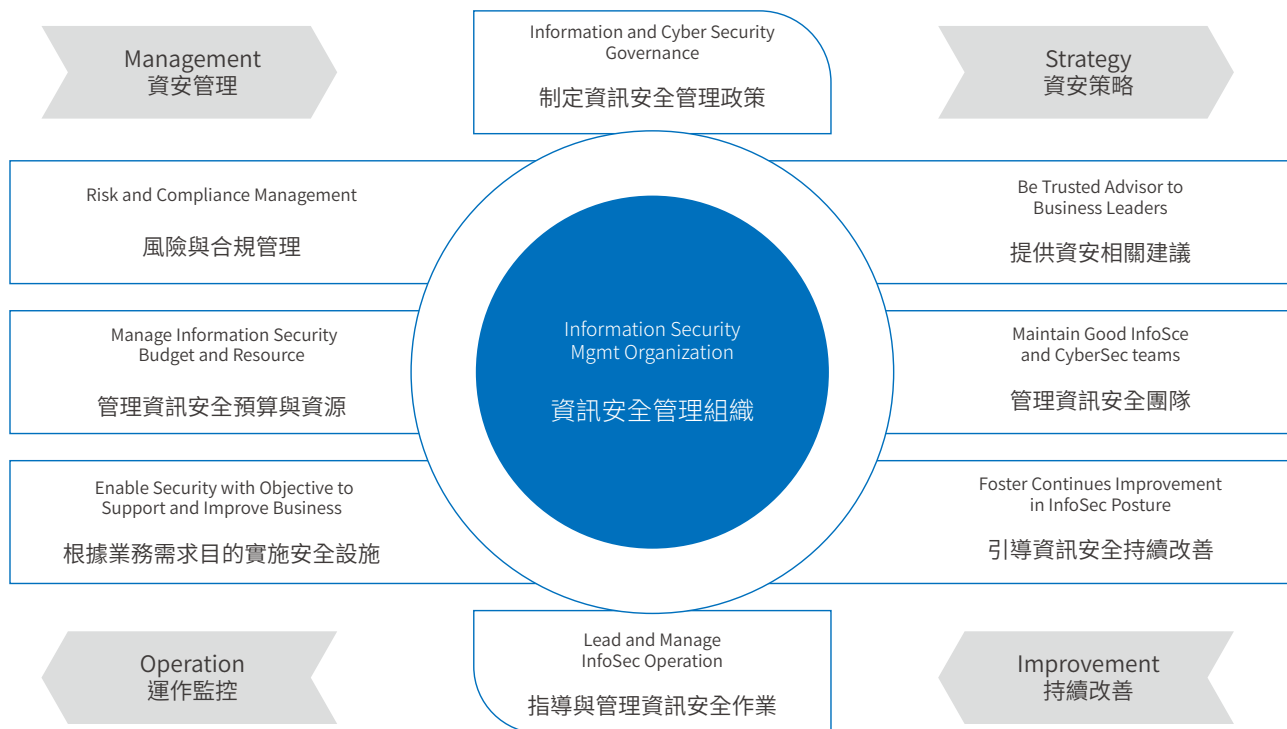 Management
資安管理
Information and Cyber Security
Governance
制定資訊安全管理政策
Strategy
資安策略
Risk and Compliance Management
風險與合規管理
Be Trusted Advisor to
Business Leaders
提供資安相關建議
Manage Information Security
Budget and Resource
管理資訊安全預算與資源
Information Security
Mgmt Organization
資訊安全管理組織
Maintain Good InfoSce
and CyberSec teams
管理資訊安全團隊
Enable Security with Objective to
Support and Improve Business
根據業務需求目的實施安全設施
Foster Continues Improvement
in InfoSec Posture
引導資訊安全持續改善
Operation
運作監控
Lead and Manage
InfoSec Operation
指導與管理資訊安全作業
Improvement
持續改善